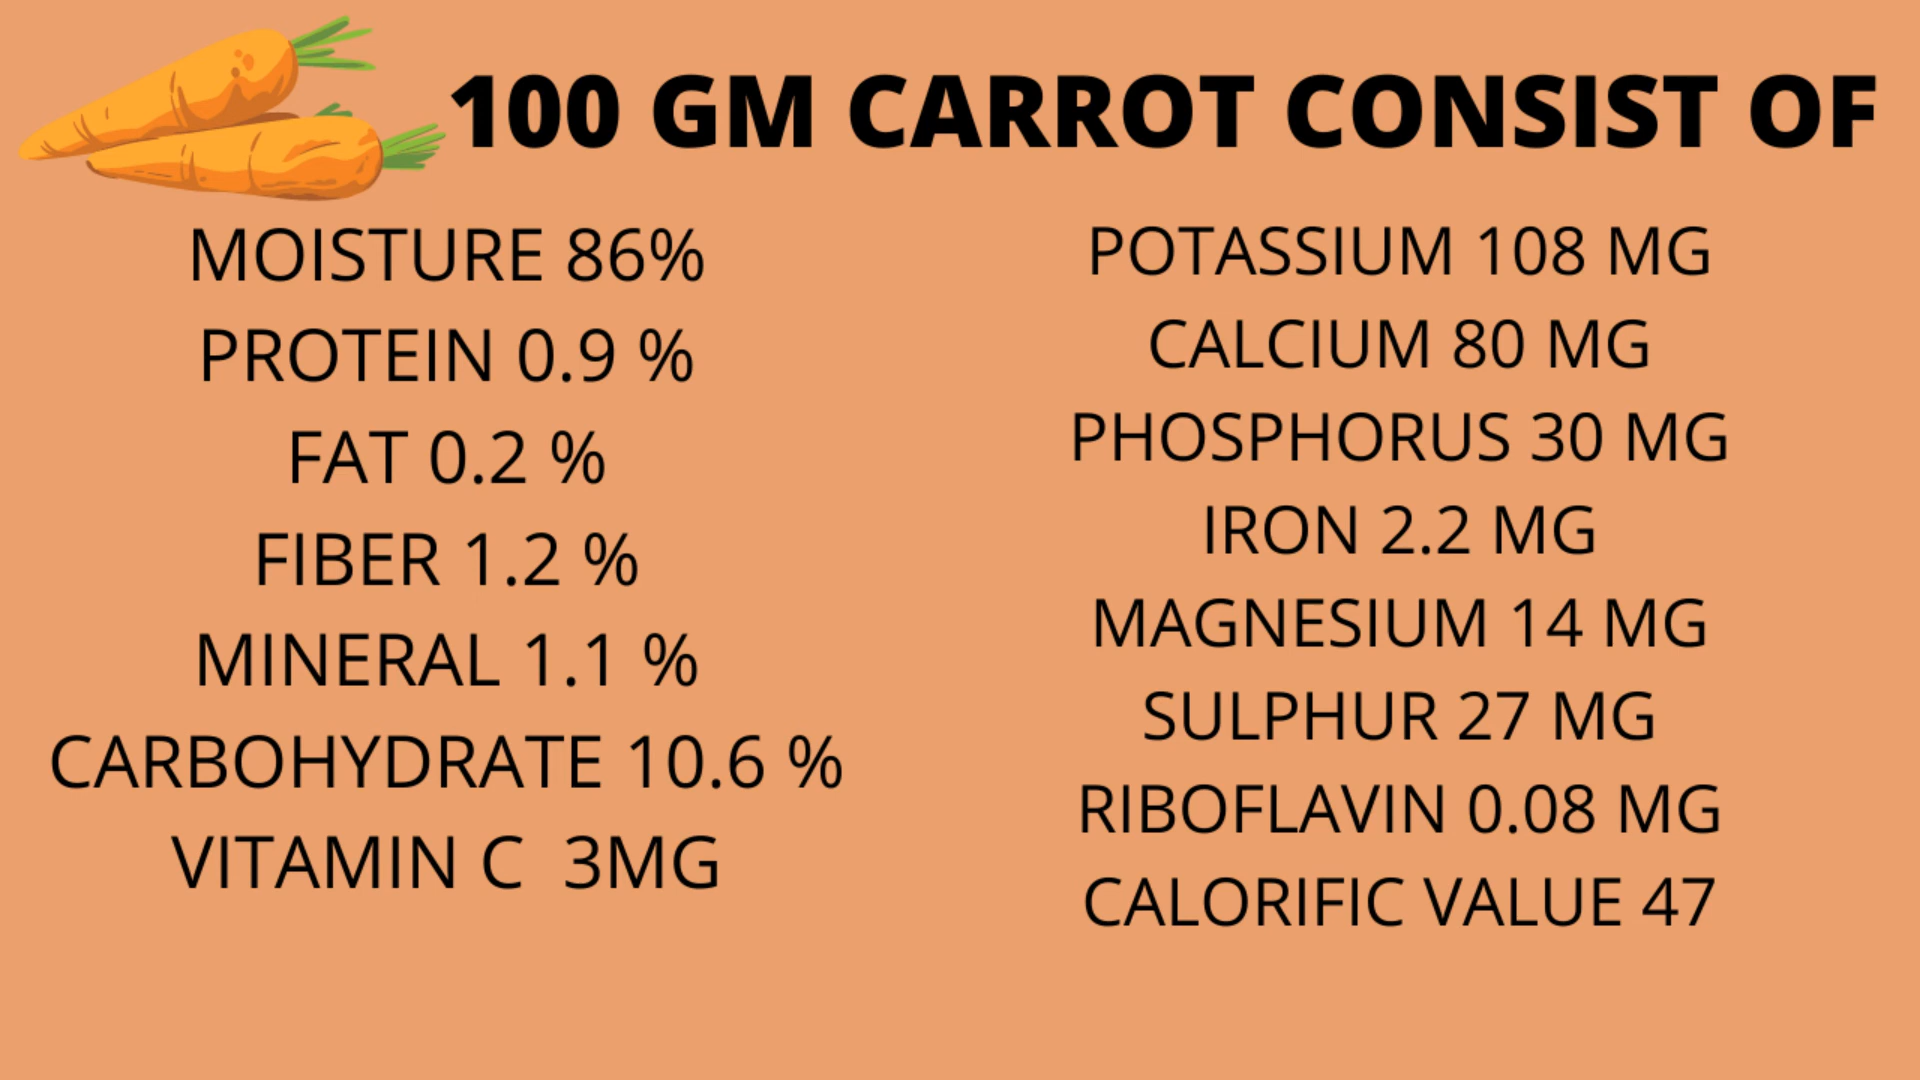 100 GM CARROT CONSIST OF
MOISTURE 86%
PROTEIN 0.9 %
FAT 0.2 %
FIBER 1.2 %
MINERAL 1.1 %
CARBOHYDRATE 10.6 %
VITAMIN C  3MG
POTASSIUM 108 MG
CALCIUM 80 MG
PHOSPHORUS 30 MG
IRON 2.2 MG
MAGNESIUM 14 MG
SULPHUR 27 MG
RIBOFLAVIN 0.08 MG
CALORIFIC VALUE 47